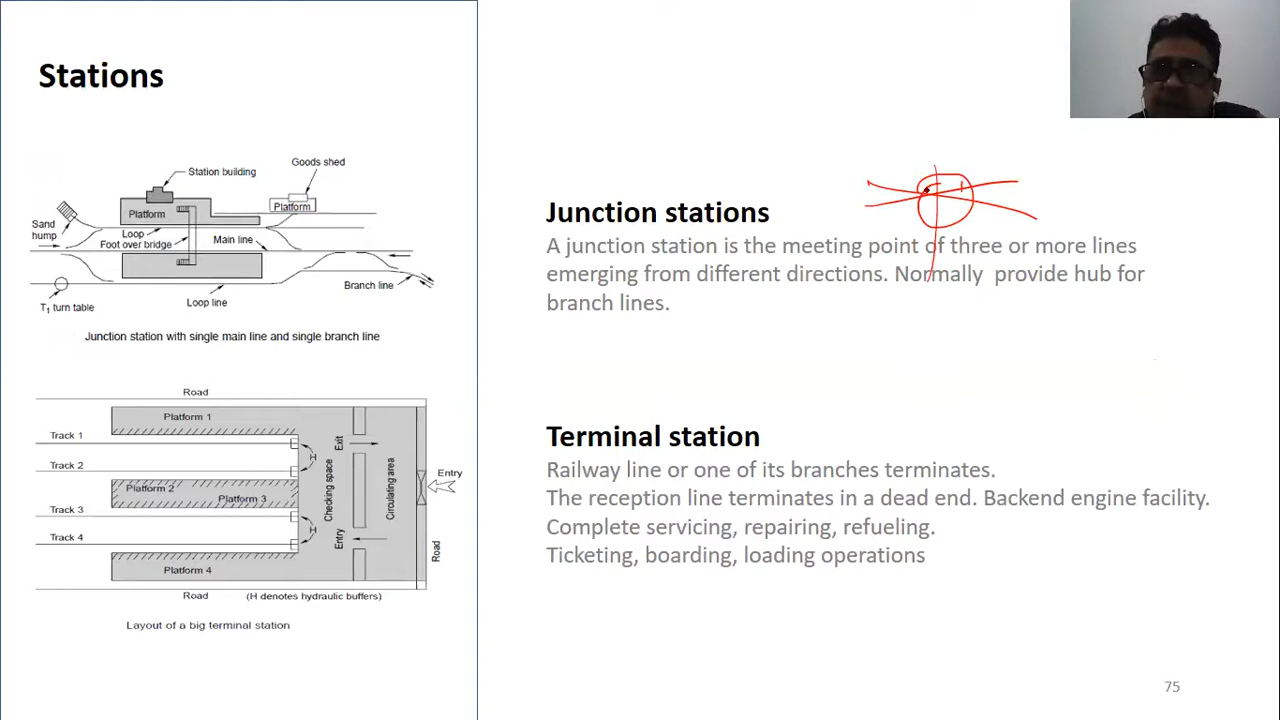 Stations
Station building
Goods shed
Platform
Platform
Sand
hump
Loop
Foot over bridge
Main line
Branch line
Loop line
T1 turn table
Junction station with single main line and single branch line
Road
Platform 1
Track 1
Track 2
Platform 2
Platform 3
Track 3
Track 4
Platform 4
H
H
Checking space
Exit
Entry
Circulating area
Entry
Road
Road
(H denotes hydraulic buffers)
Layout of a big terminal station
Junction stations
A junction station is the meeting point of three or more lines
emerging from different directions. Normally provide hub for
branch lines.
Terminal station
Railway line or one of its branches terminates.
The reception line terminates in a dead end. Backend engine facility.
Complete servicing, repairing, refueling.
Ticketing, boarding, loading operations
75